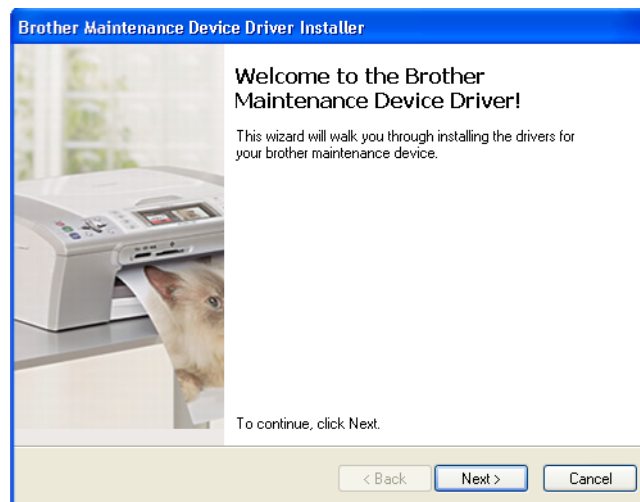 Brother Maintenance Device Driver Installer
Welcome to the Brother
Maintenance Device Driver!
This wizard will walk you through installing the drivers for
your brother maintenance device.
To continue, click Next.
< Back
Next >
Cancel